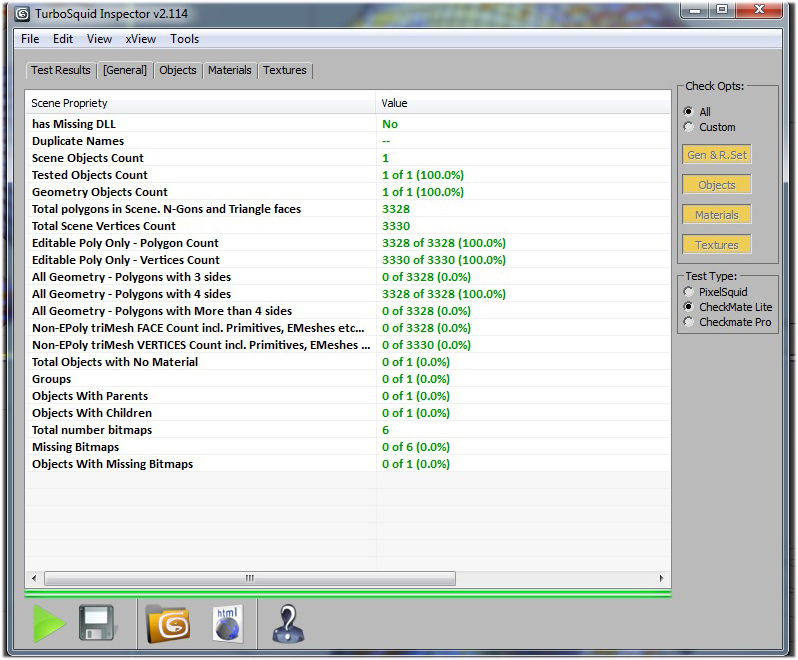 TurboSquid Inspector v2.114
File Edit View xView Tools
Test Results [General] Objects Materials Textures
Scene Propriety Value
has Missing DLL No
Duplicate Names --
Scene Objects Count 1
Tested Objects Count 1 of 1 (100.0%)
Geometry Objects Count 1 of 1 (100.0%)
Total polygons in Scene. N-Gons and Triangle faces 3328
Total Scene Vertices Count 3330
Editable Poly Only - Polygon Count 3328 of 3328 (100.0%)
Editable Poly Only - Vertices Count 3330 of 3330 (100.0%)
All Geometry - Polygons with 3 sides 0 of 3328 (0.0%)
All Geometry - Polygons with 4 sides 3328 of 3328 (100.0%)
All Geometry - Polygons with More than 4 sides 0 of 3328 (0.0%)
Non-EPoly triMesh FACE Count incl. Primitives, EMeshes etc... 0 of 3328 (0.0%)
Non-EPoly triMesh VERTICES Count incl. Primitives, EMeshes ... 0 of 3330 (0.0%)
Total Objects with No Material 0 of 1 (0.0%)
Groups 0 of 1 (0.0%)
Objects With Parents 0 of 1 (0.0%)
Objects With Children 0 of 1 (0.0%)
Total number bitmaps 6
Missing Bitmaps 0 of 6 (0.0%)
Objects With Missing Bitmaps 0 of 1 (0.0%)
Check Opts:
All
Custom
Gen & R.Set
Objects
Materials
Textures
Test Type:
PixelSquid
CheckMate Lite
Checkmate Pro
html